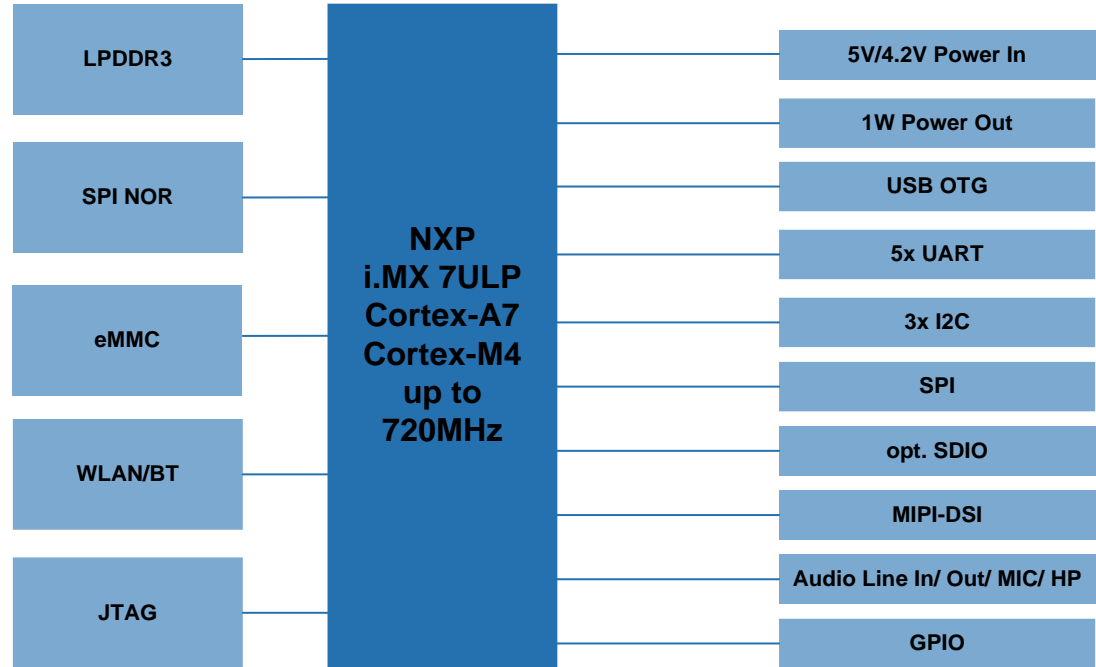 LPDDR3
SPI NOR
eMMC
WLAN/BT
JTAG
NXP
i.MX 7ULP
Cortex-A7
Cortex-M4
up to
720MHz
5V/4.2V Power In
1W Power Out
USB OTG
5x UART
3x I2C
SPI
opt. SDIO
MIPI-DSI
Audio Line In/ Out/ MIC/ HP
GPIO